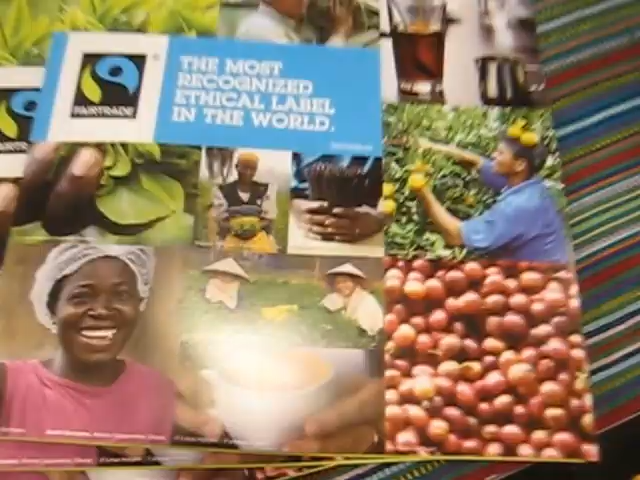 FAIRTRADE
®
THE MOST
RECOGNIZED
ETHICAL LABEL
IN THE WORLD.